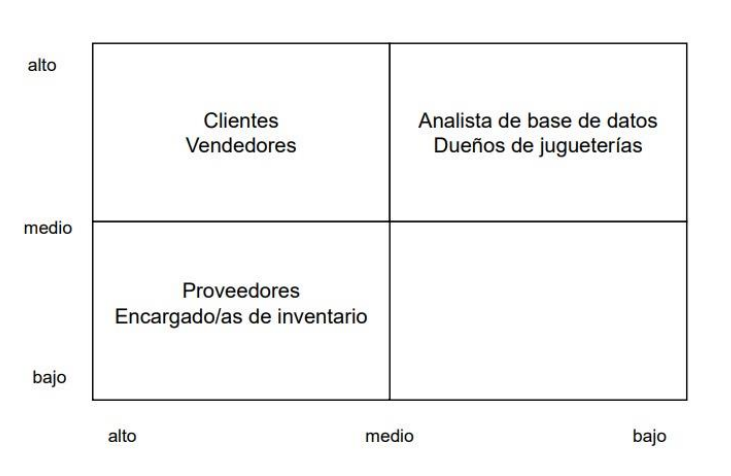 alto
Clientes
Vendedores
Analista de base de datos
Dueños de jugueterías
medio
Proveedores
Encargado/as de inventario
bajo
alto
medio
bajo